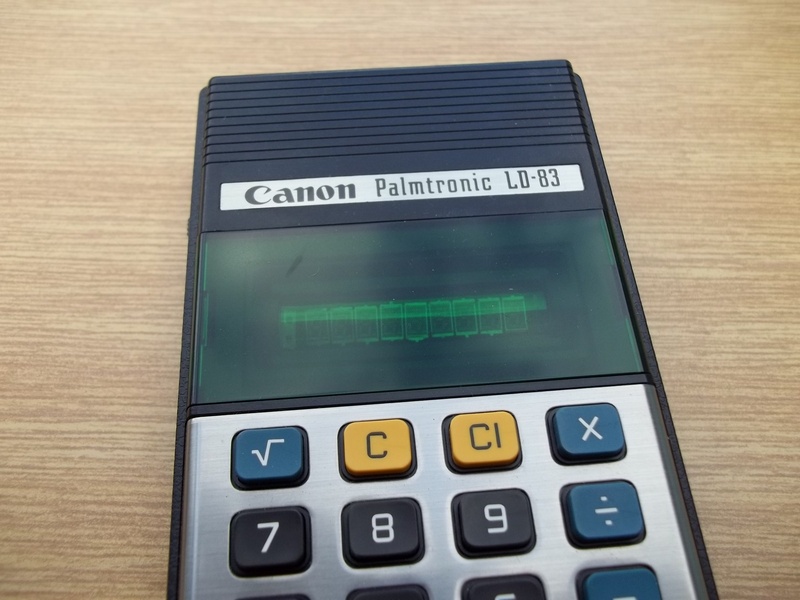 Canon Palmtronic LD-83
√ C CI X
7 8 9 ÷